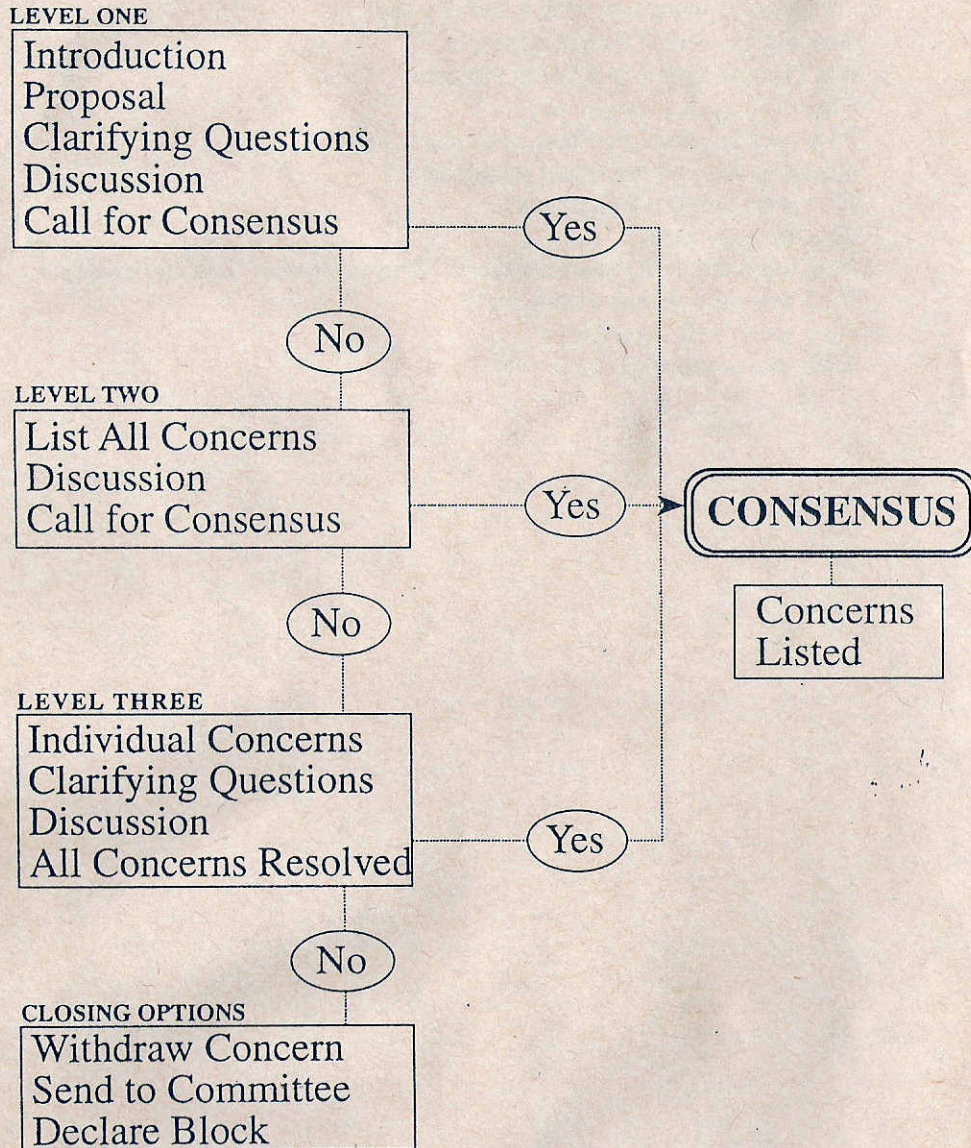 LEVEL ONE
Introduction
Proposal
Clarifying Questions
Discussion
Call for Consensus
Yes
No
LEVEL TWO
List All Concerns
Discussion
Call for Consensus
Yes
CONSENSUS
Concerns
Listed
No
LEVEL THREE
Individual Concerns
Clarifying Questions
Discussion
All Concerns Resolved
Yes
No
CLOSING OPTIONS
Withdraw Concern
Send to Committee
Declare Block